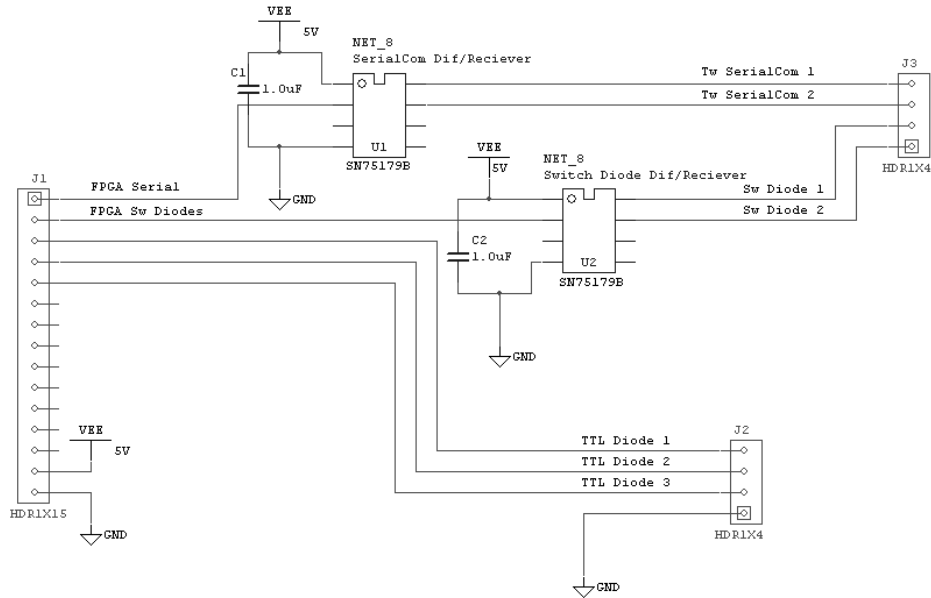 VEE
5V
NET_8
SerialCom Dif/Reciever
C1
1.0uF
U1
SN75179B
GND
Tw SerialCom 1
Tw SerialCom 2
J3
HDR1X4
VEE
5V
NET_8
Switch Diode Dif/Reciever
Sw Diode 1
Sw Diode 2
J1
FPGA Serial
FPGA Sw Diodes
C2
1.0uF
U2
SN75179B
GND
VEE
5V
HDR1X15
GND
J2
TTL Diode 1
TTL Diode 2
TTL Diode 3
HDR1X4
GND